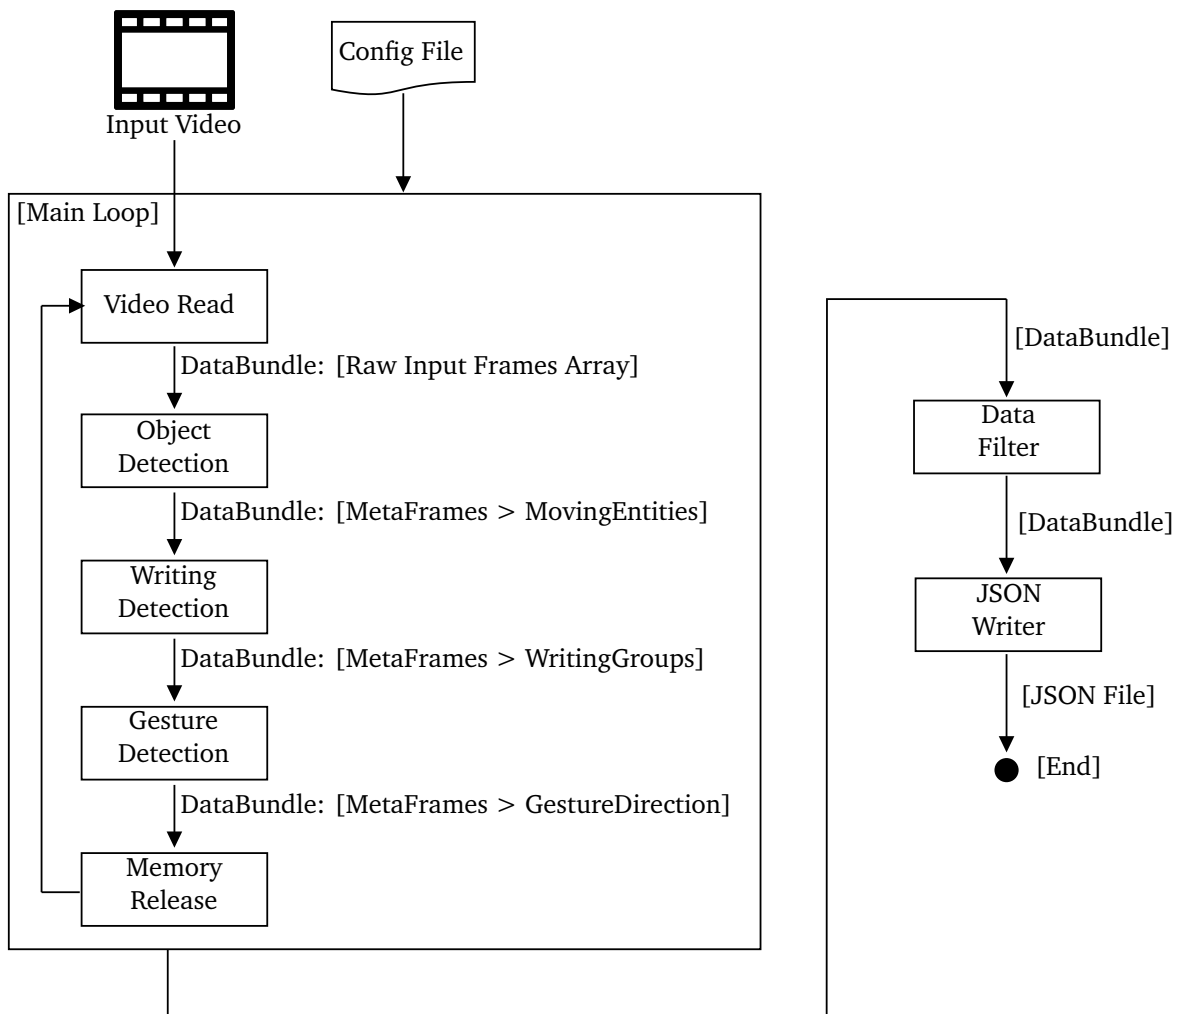 Config File
Input Video
[Main Loop]
Video Read
DataBundle: [Raw Input Frames Array]
Object
Detection
DataBundle: [MetaFrames > MovingEntities]
Writing
Detection
DataBundle: [MetaFrames > WritingGroups]
Gesture
Detection
DataBundle: [MetaFrames > GestureDirection]
Memory
Release
[DataBundle]
Data
Filter
[DataBundle]
JSON
Writer
[JSON File]
[End]